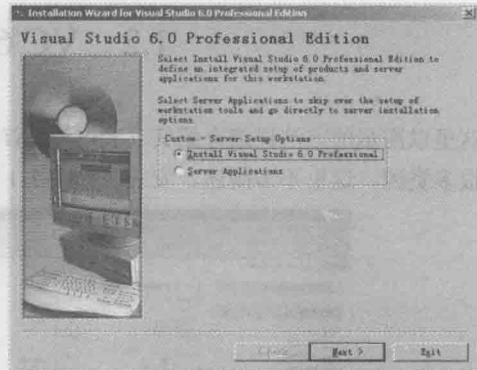 Installation Wizard for Visual Studio 6.0 Professional Edition
Visual Studio 6.0 Professional Edition
Select Install Visual Studio 6.0 Professional Edition to
define an integrated setup of products and server
applications for this workstation.
Select Server Applications to skip over the setup of
workstation tools and go directly to server installation
options.
Custom - Server Setup Options
Install Visual Studio 6.0 Professional
Server Applications
Next >
Exit